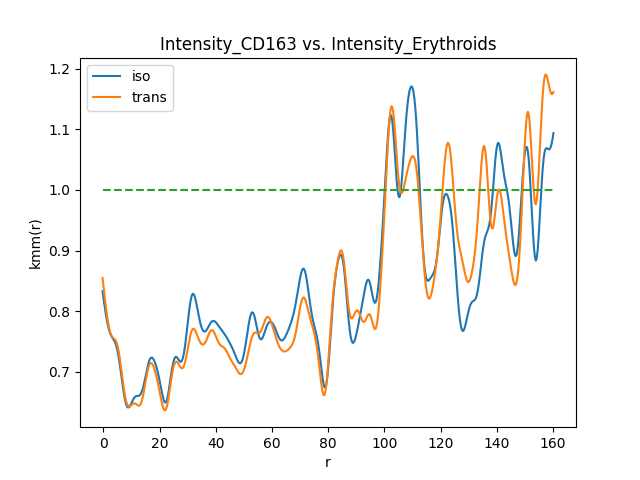 Intensity_CD163 vs. Intensity_Erythroids
iso
trans
kmm(r)
1.2
1.1
1.0
0.9
0.8
0.7
0 20 40 60 80 100 120 140 160
r